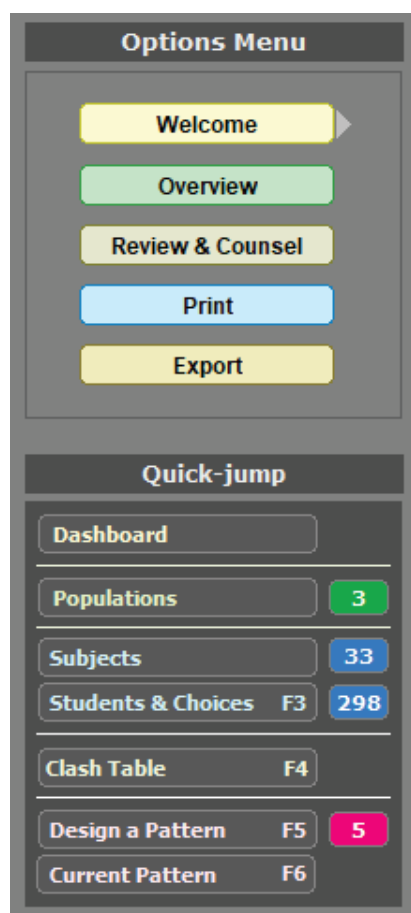 Options Menu
Welcome
Overview
Review & Counsel
Print
Export
Quick-jump
Dashboard
Populations 3
Subjects 33
Students & Choices F3 298
Clash Table F4
Design a Pattern F5 5
Current Pattern F6